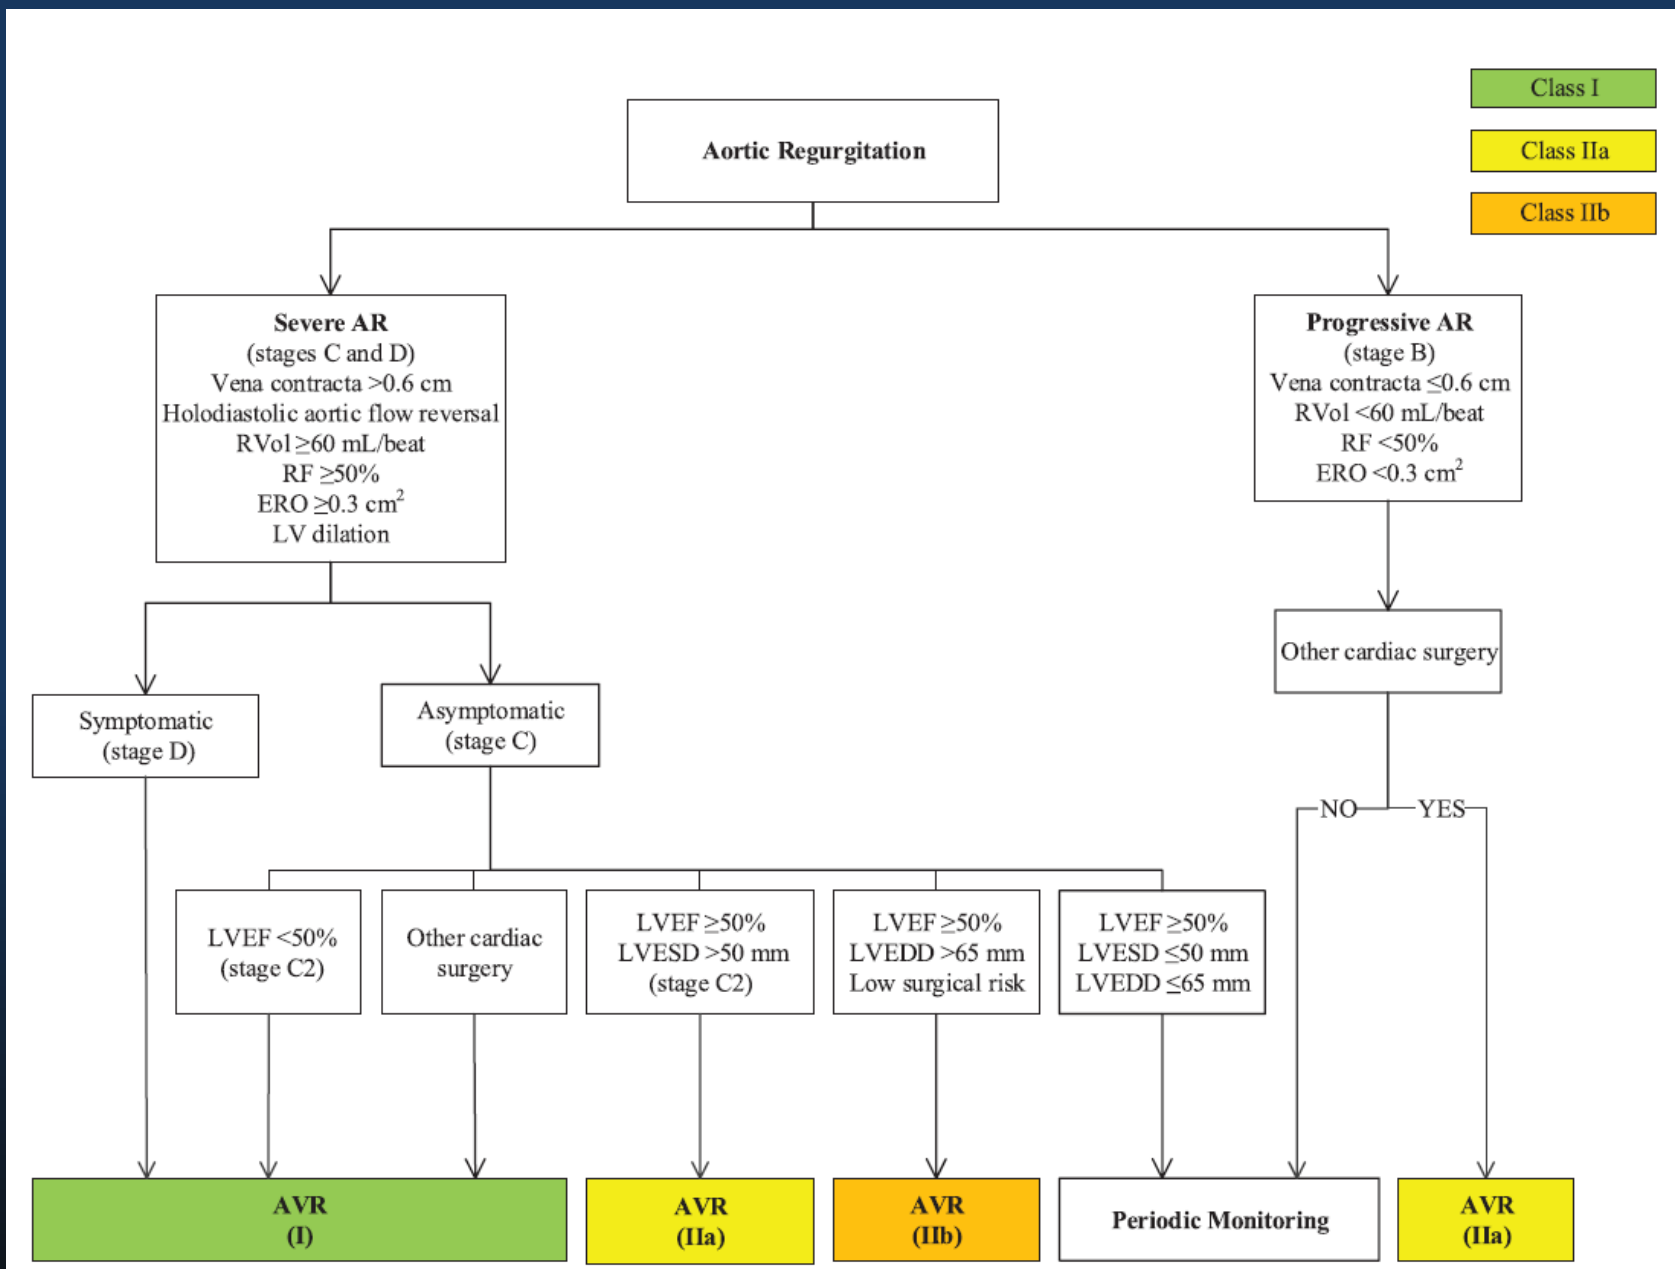 Class I
Class IIa
Class IIb
Aortic Regurgitation
Severe AR
(stages C and D)
Vena contracta >0.6 cm
Holodiastolic aortic flow reversal
RVol ≥60 mL/beat
RF ≥50%
ERO ≥0.3 cm²
LV dilation
Progressive AR
(stage B)
Vena contracta ≤0.6 cm
RVol <60 mL/beat
RF <50%
ERO <0.3 cm²
Other cardiac surgery
Symptomatic
(stage D)
Asymptomatic
(stage C)
NO
YES
LVEF <50%
(stage C2)
Other cardiac
surgery
LVEF ≥50%
LVESD >50 mm
(stage C2)
LVEF ≥50%
LVEDD >65 mm
Low surgical risk
LVEF ≥50%
LVESD ≤50 mm
LVEDD ≤65 mm
AVR
(I)
AVR
(IIa)
AVR
(IIb)
Periodic Monitoring
AVR
(IIa)